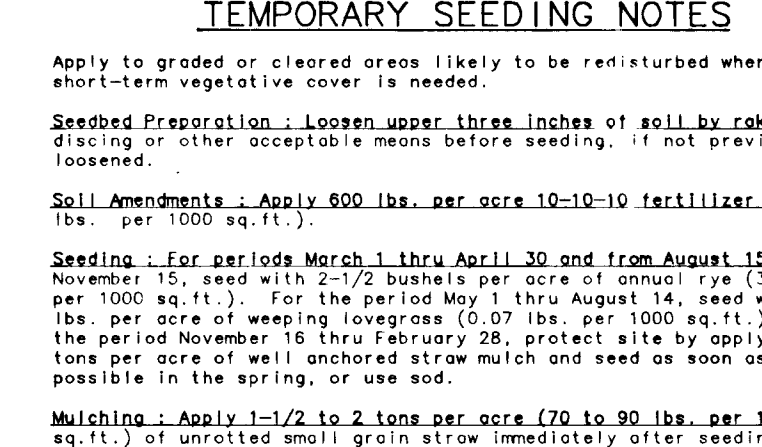 TEMPORARY SEEDING NOTES
Apply to graded or cleared areas likely to be redisturbed wher
short-term vegetative cover is needed.
Seedbed Preparation : Loosen upper three inches of soil by rak
discing or other acceptable means before seeding, if not previ
loosened.
Soil Amendments : Apply 600 lbs. per acre 10-10-10 fertilizer
lbs. per 1000 sq.ft.).
Seeding : For periods March 1 thru April 30 and from August 15
November 15, seed with 2-1/2 bushels per acre of annual rye (3
per 1000 sq.ft.). For the period May 1 thru August 14, seed w
lbs. per acre of weeping lovegrass (0.07 lbs. per 1000 sq.ft.)
the period November 16 thru February 28, protect site by apply
tons per acre of well anchored straw mulch and seed as soon as
possible in the spring, or use sod.
Mulching : Apply 1-1/2 to 2 tons per acre (70 to 90 lbs. per 1
sq.ft.) of unrotted small grain straw immediately after seedin